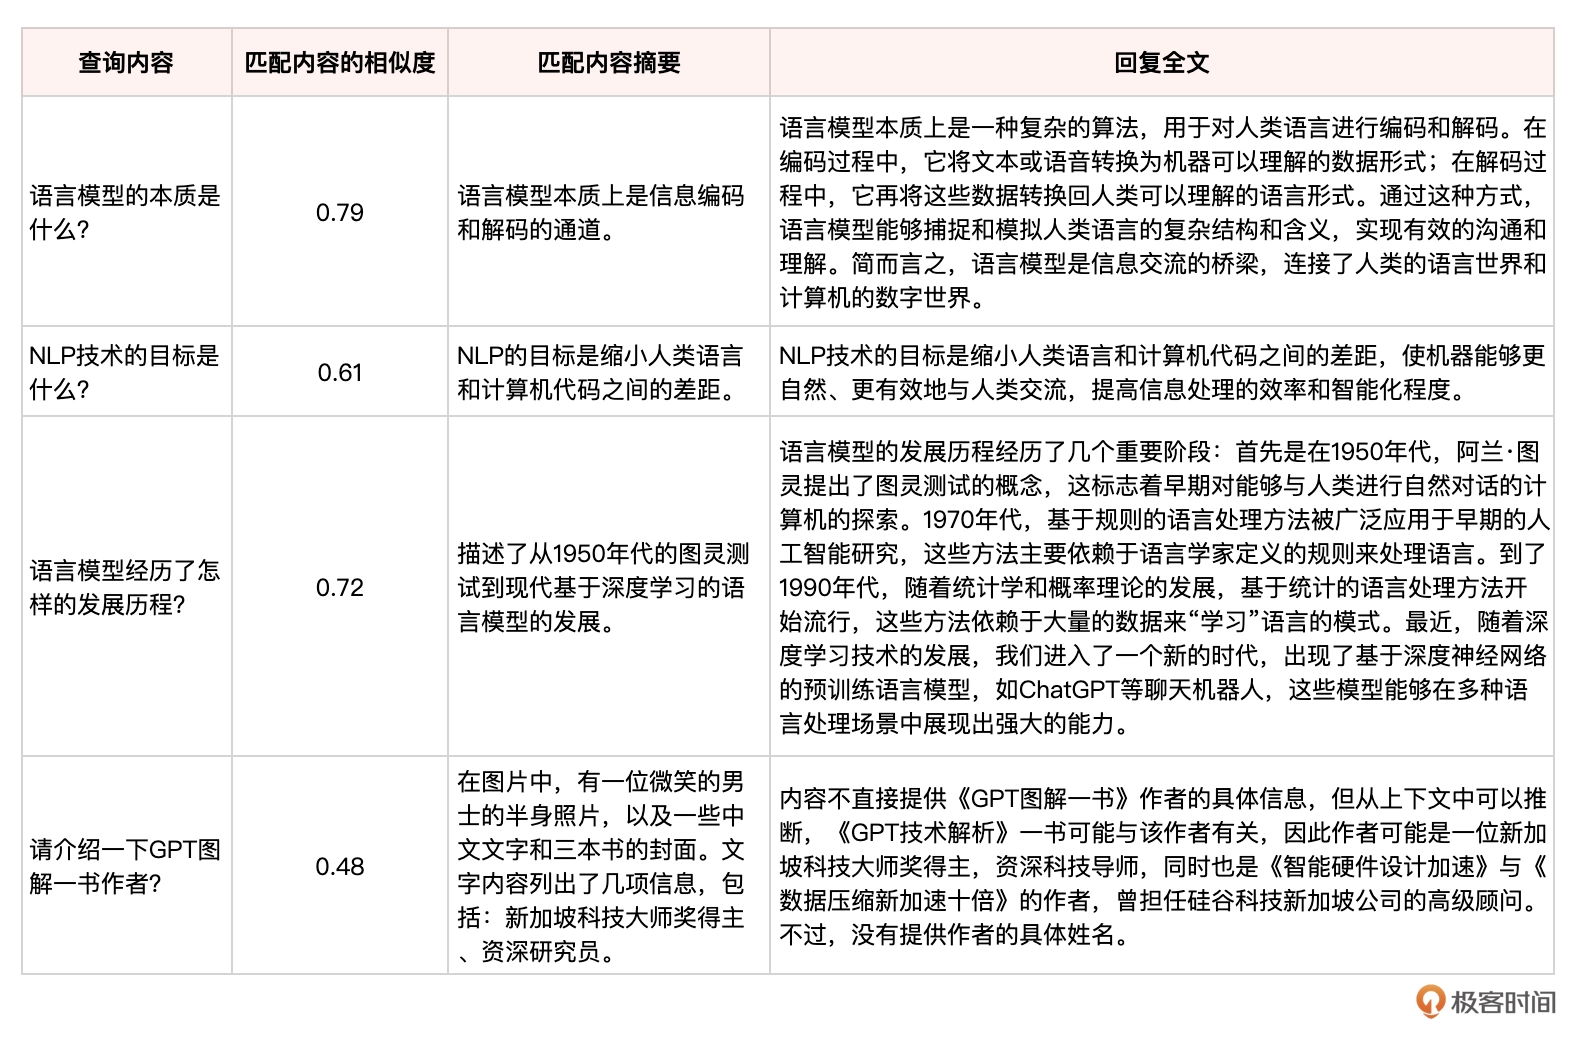 查询内容
匹配内容的相似度
匹配内容摘要
回复全文
语言模型的本质是
什么？
0.79
语言模型本质上是信息编码
和解码的通道。
语言模型本质上是一种复杂的算法，用于对人类语言进行编码和解码。在
编码过程中，它将文本或语音转换为机器可以理解的数据形式；在解码过
程中，它再将这些数据转换回人类可以理解的语言形式。通过这种方式，
语言模型能够捕捉和模拟人类语言的复杂结构和含义，实现有效的沟通和
理解。简而言之，语言模型是信息交流的桥梁，连接了人类的语言世界和
计算机的数字世界。
NLP技术的目标是
什么？
0.61
NLP的目标是缩小人类语言
和计算机代码之间的差距。
NLP技术的目标是缩小人类语言和计算机代码之间的差距，使机器能够更
自然、更有效地与人类交流，提高信息处理的效率和智能化程度。
语言模型经历了怎
样的发展历程？
0.72
描述了从1950年代的图灵测
试到现代基于深度学习的语
言模型的发展。
语言模型的发展历程经历了几个重要阶段：首先是在1950年代，阿兰·图
灵提出了图灵测试的概念，这标志着早期对能够与人类进行自然对话的计
算机的探索。1970年代，基于规则的语言处理方法被广泛应用于早期的人
工智能研究，这些方法主要依赖于语言学家定义的规则来处理语言。到了
1990年代，随着统计学和概率理论的发展，基于统计的语言处理方法开
始流行，这些方法依赖于大量的数据来“学习”语言的模式。最近，随着深
度学习技术的发展，我们进入了一个新的时代，出现了基于深度神经网络
的预训练语言模型，如ChatGPT等聊天机器人，这些模型能够在多种语
言处理场景中展现出强大的能力。
请介绍一下GPT图
解一书作者？
0.48
在图片中，有一位微笑的男
士的半身照片，以及一些中
文文字和三本书的封面。文
字内容列出了几项信息，包
括：新加坡科技大师奖得主
、资深研究员。
内容不直接提供《GPT图解一书》作者的具体信息，但从上下文中可以推
断，《GPT技术解析》一书可能与该作者有关，因此作者可能是一位新加
坡科技大师奖得主，资深科技导师，同时也是《智能硬件设计加速》与《
数据压缩新加速十倍》的作者，曾担任硅谷科技新加坡公司的高级顾问。
不过，没有提供作者的具体姓名。
极客时间